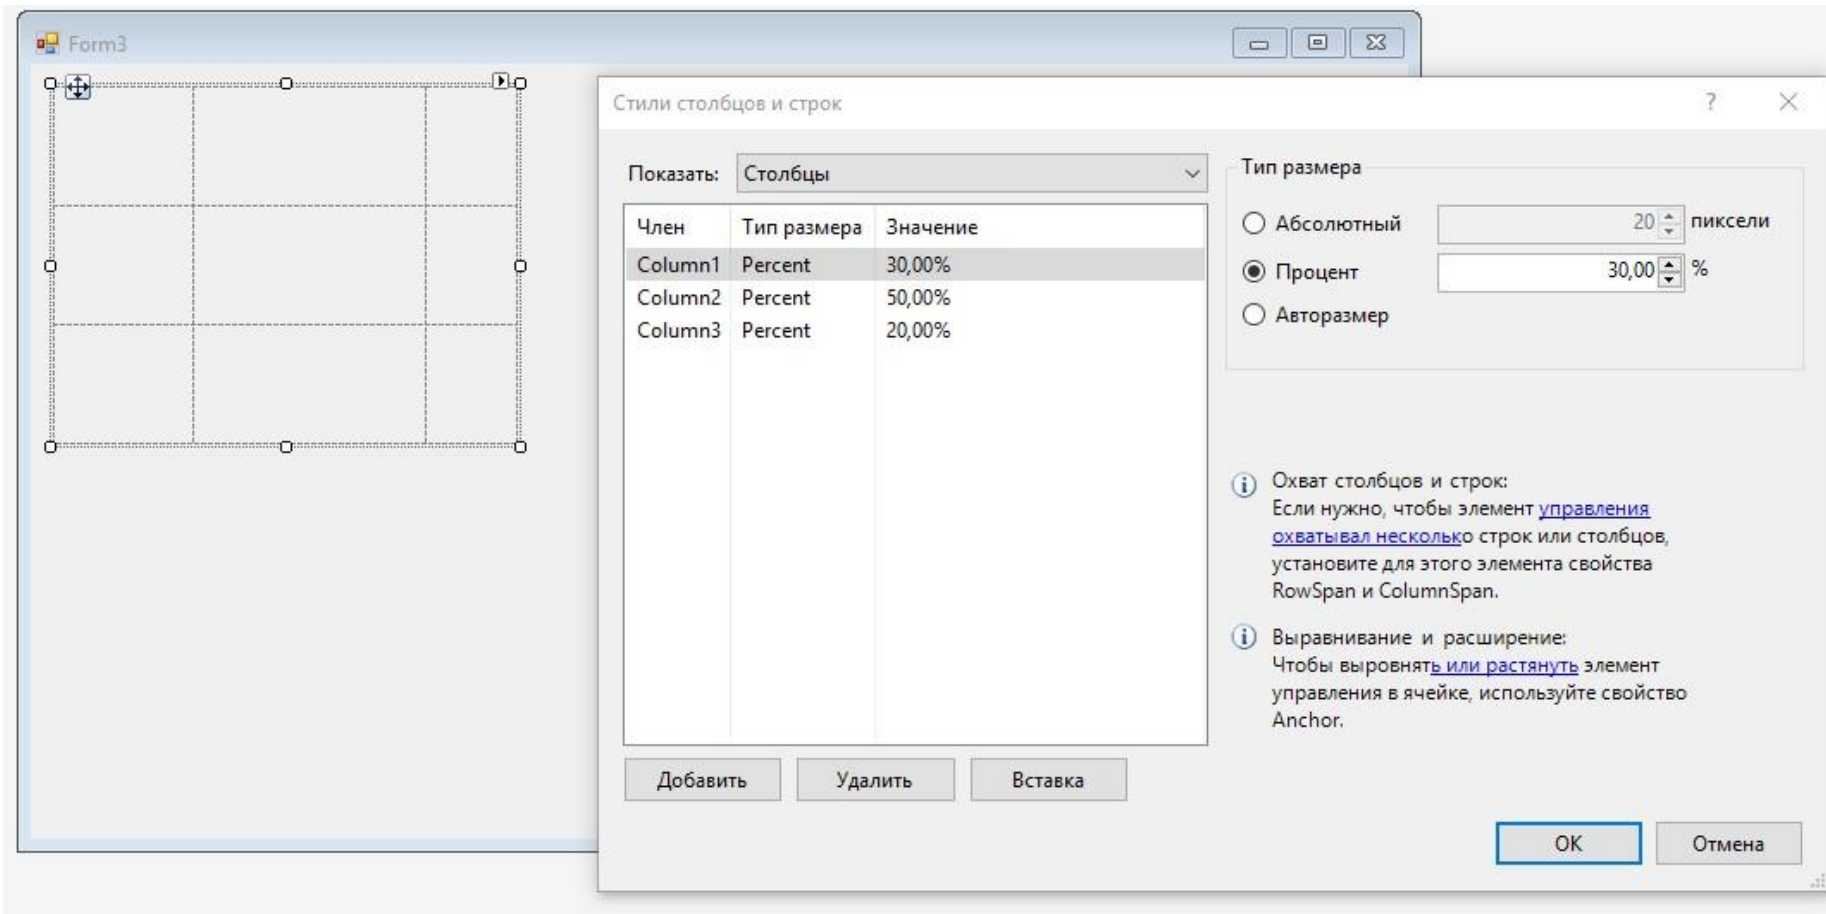 Form3
Стили столбцов и строк
?
Показать: Столбцы
Член Тип размера Значение
Column1 Percent 30,00%
Column2 Percent 50,00%
Column3 Percent 20,00%
Добавить Удалить Вставка
Тип размера
Абсолютный 20 пиксели
Процент 30,00 %
Авторазмер
Охват столбцов и строк:
Если нужно, чтобы элемент управления
охватывал несколько строк или столбцов,
установите для этого элемента свойства
RowSpan и ColumnSpan.
Выравнивание и расширение:
Чтобы выровнять или растянуть элемент
управления в ячейке, используйте свойство
Anchor.
OK Отмена